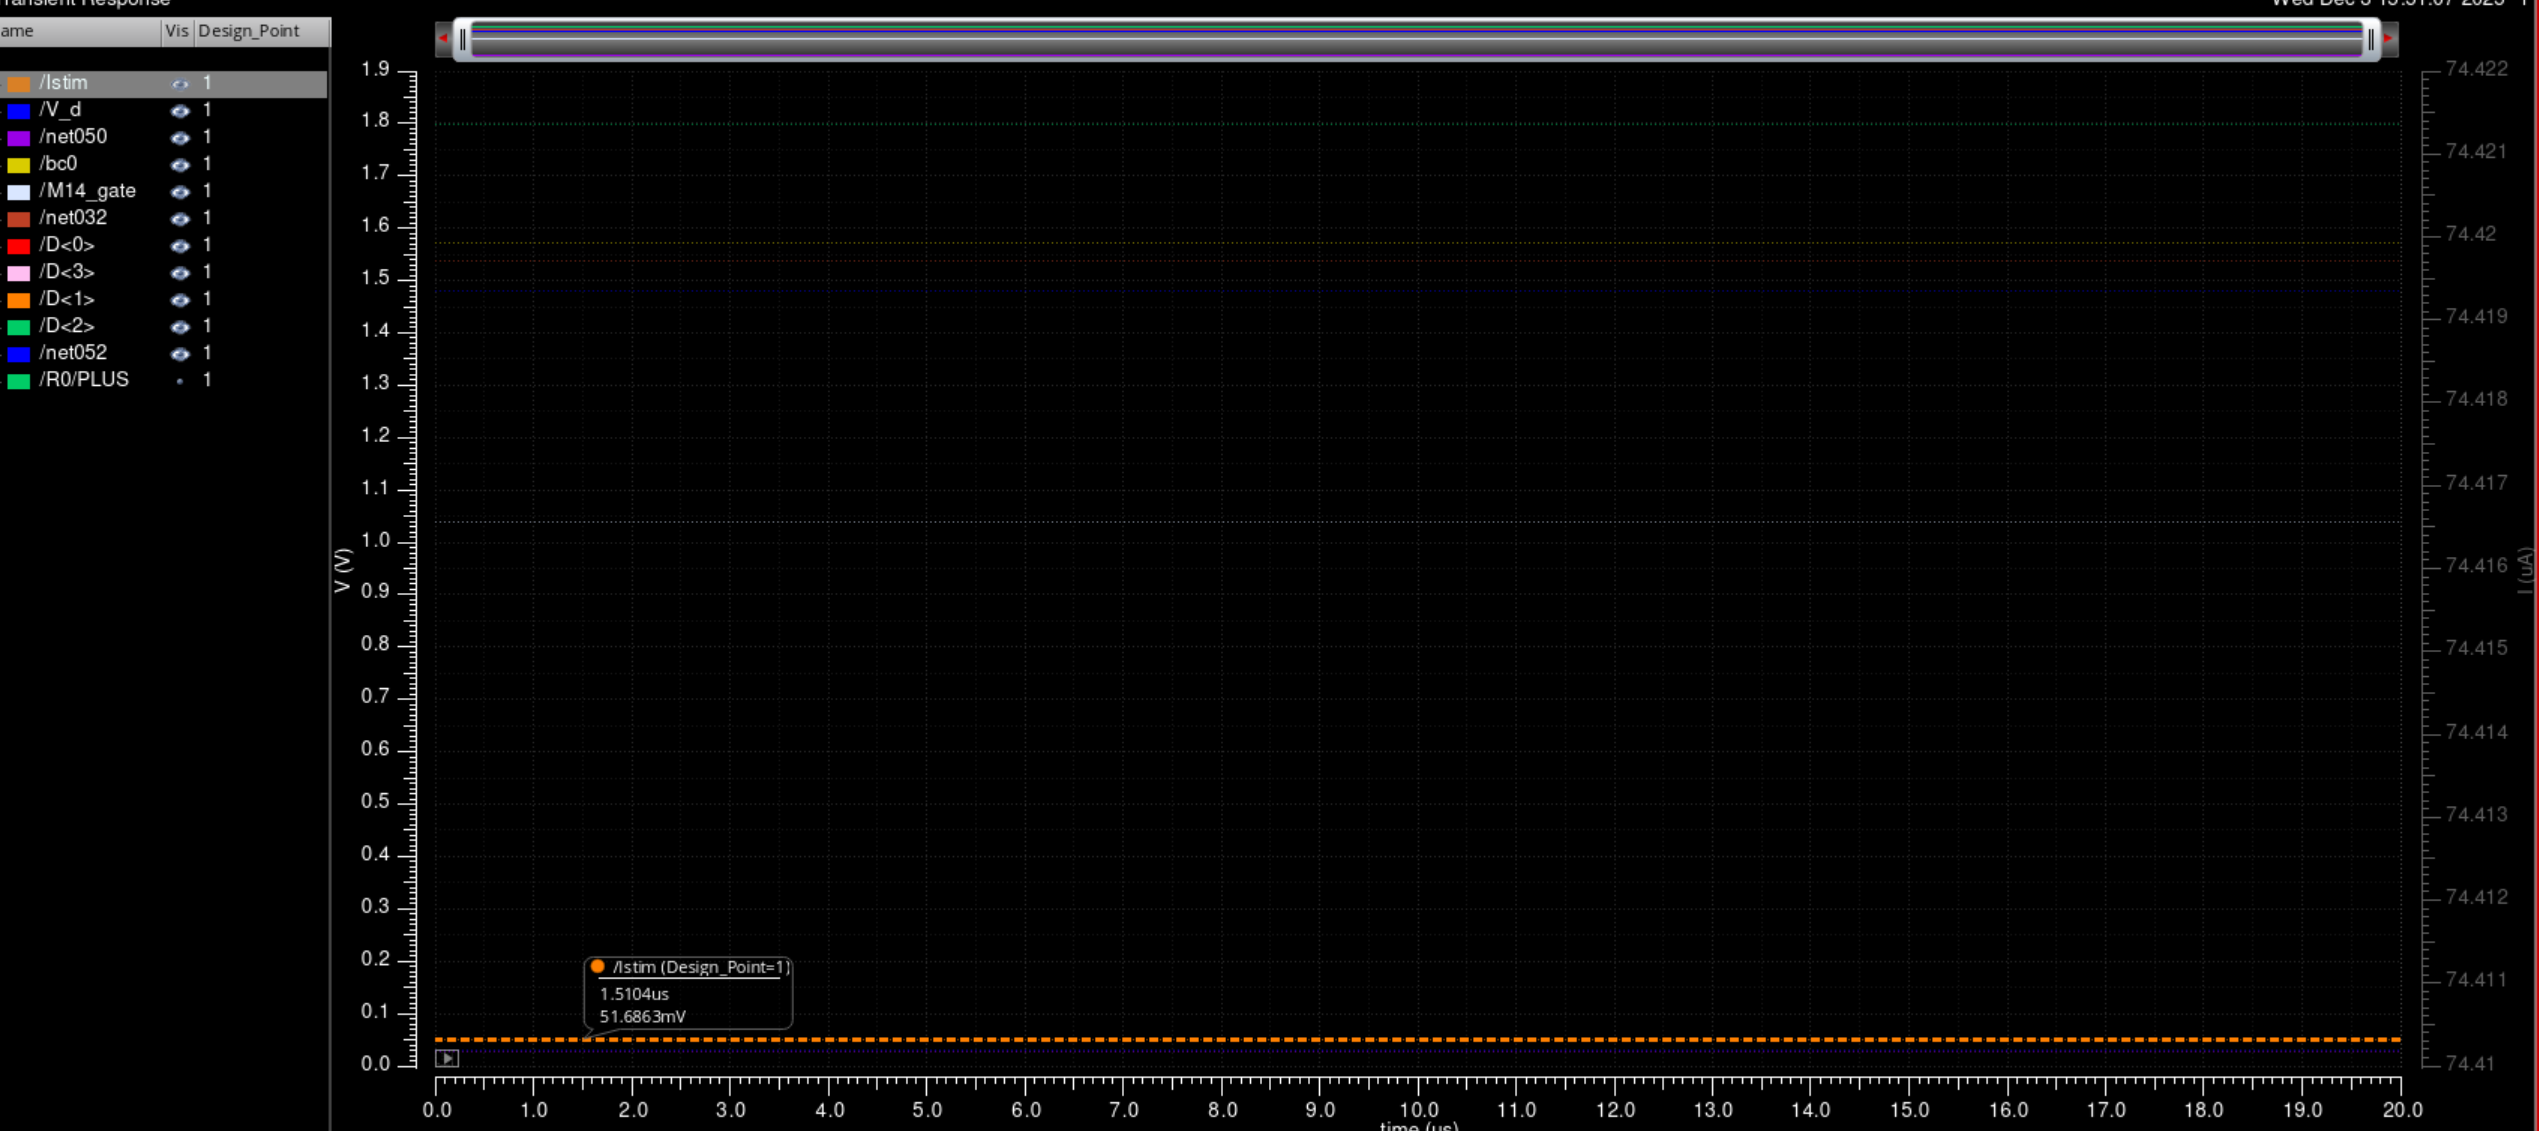 Transient Response
ame Vis Design_Point
/Istim 1
/V_d 1
/net050 1
/bc0 1
/M14_gate 1
/net032 1
/D<0> 1
/D<3> 1
/D<1> 1
/D<2> 1
/net052 1
/R0/PLUS 1
1.9
1.8
1.7
1.6
1.5
1.4
1.3
1.2
1.1
1.0
0.9
0.8
0.7
0.6
0.5
0.4
0.3
0.2
0.1
0.0
V (V)
/Istim (Design_Point=1)
1.5104us
51.6863mV
74.422
74.421
74.42
74.419
74.418
74.417
74.416
74.415
74.414
74.413
74.412
74.411
74.41
I (uA)
0.0 1.0 2.0 3.0 4.0 5.0 6.0 7.0 8.0 9.0 10.0 11.0 12.0 13.0 14.0 15.0 16.0 17.0 18.0 19.0 20.0
time (us)